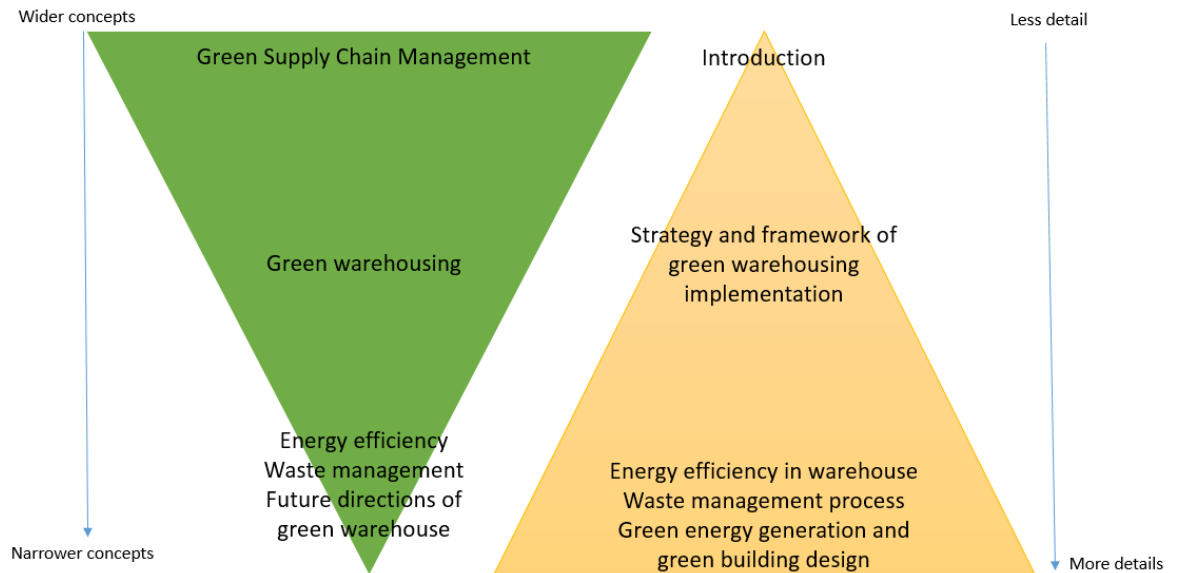 Wider concepts
Less detail
Green Supply Chain Management
Introduction
Green warehousing
Strategy and framework of
green warehousing
implementation
Energy efficiency
Waste management
Future directions of
green warehouse
Energy efficiency in warehouse
Waste management process
Green energy generation and
green building design
Narrower concepts
More details